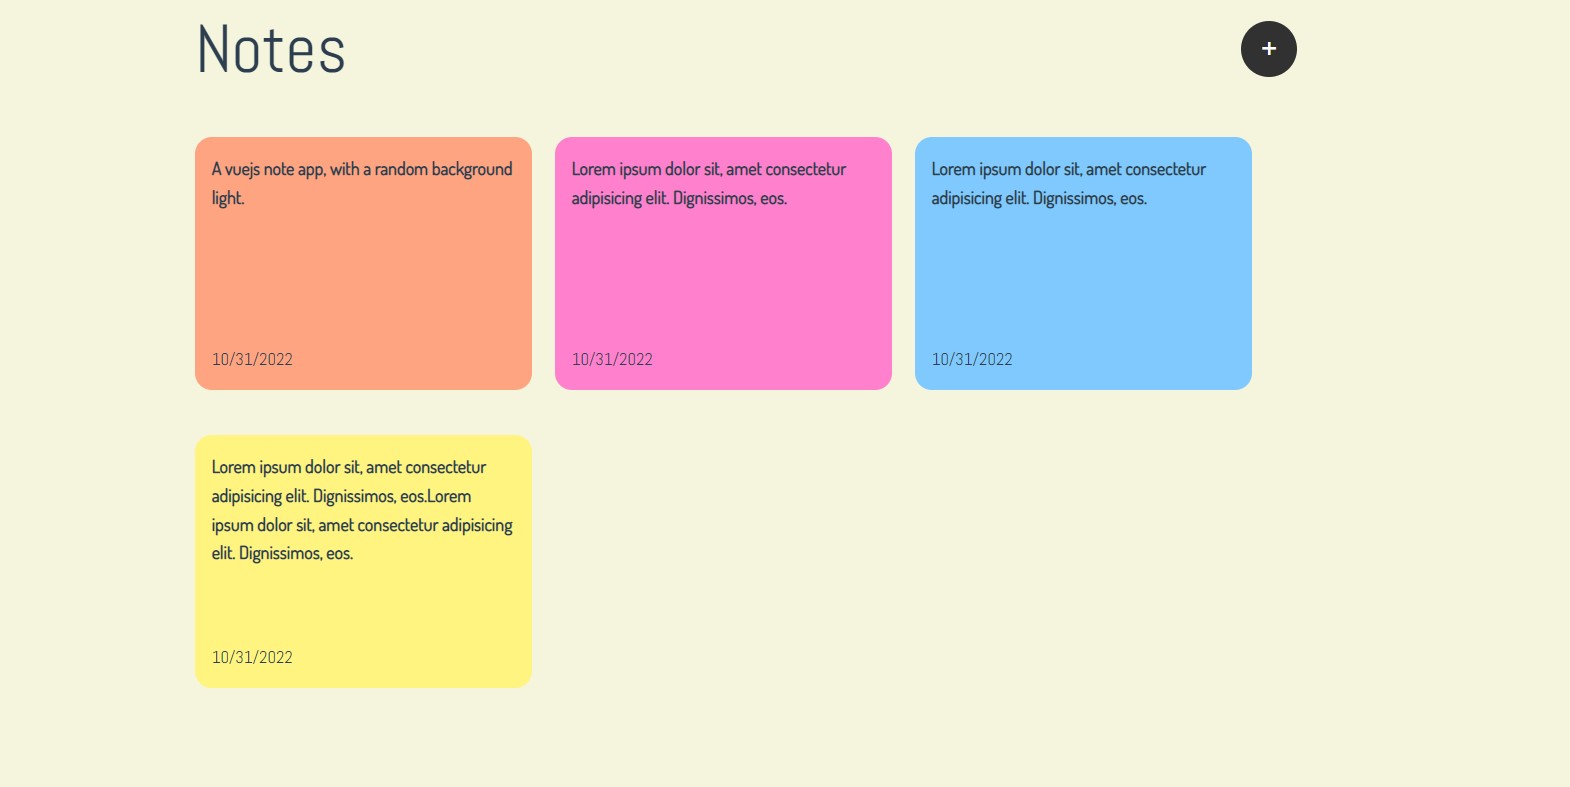 Notes
+
A vuejs note app, with a random background
light.
10/31/2022
Lorem ipsum dolor sit, amet consectetur
adipisicing elit. Dignissimos, eos.
10/31/2022
Lorem ipsum dolor sit, amet consectetur
adipisicing elit. Dignissimos, eos.
10/31/2022
Lorem ipsum dolor sit, amet consectetur
adipisicing elit. Dignissimos, eos.Lorem
ipsum dolor sit, amet consectetur adipisicing
elit. Dignissimos, eos.
10/31/2022